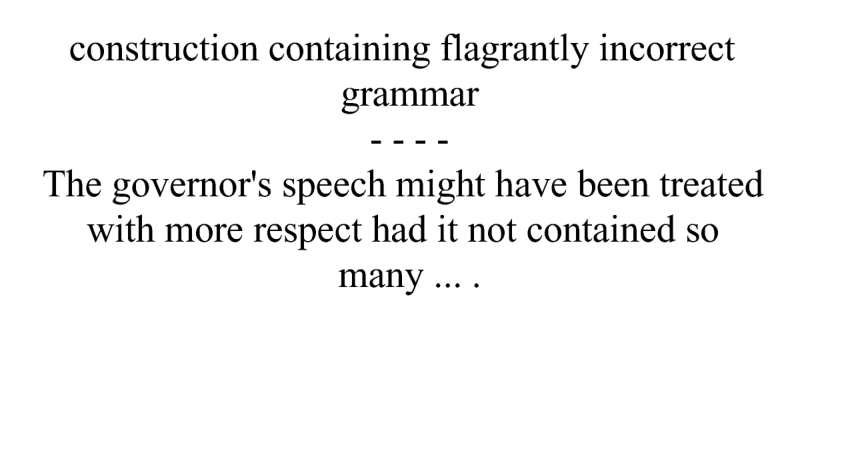 construction containing flagrantly incorrect
grammar
- - - -
The governor's speech might have been treated
with more respect had it not contained so
many ... .